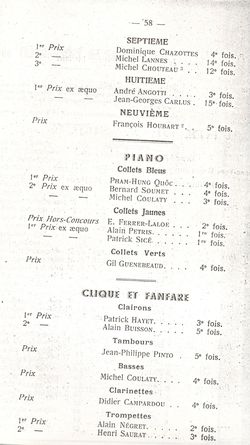 — 58 —
SEPTIEME
1er Prix Dominique CHAZOTTES 4e fois.
2e — Michel LANNES . . . . 14e fois.
3e — Michel CHOUTEAU 12e fois.
HUITIÈME
1er Prix ex æquo André ANGOTTI . . . . 3e fois.
— — Jean-Georges CARLUS . 15e fois.
NEUVIÈME
Prix François HOUBART . . 5e fois.
PIANO
Collets Bleus
1er Prix PHAM-HUNG QUÔC. . . 4e fois.
2e Prix ex æquo Bernard SOUMET . . . 4e fois.
— — Michel COULATY . . . . 3e fois.
Collets Jaunes
Prix Hors-Concours E. FERRER-LALOE . . 2e fois.
1er Prix ex æquo Alain PETRIS. . . . . 1re fois.
— — Patrick SICÉ . . . . . 1re fois.
Collets Verts
Prix Gil GUENEBEAUD. . . . 4e fois.
CLIQUE ET FANFARE
Clairons
1er Prix Patrick HAYET. . . . . 3e fois.
2e — Alain BUISSON. . . . . 5e fois.
Tambours
Prix Jean-Philippe PINTO . 5e fois.
Basses
Prix Michel COULATY. . . . 4e fois.
Clarinettes
Prix Didier CAMPARDOU . . 4e fois.
Trompettes
1er Prix Alain NÉGRET. . . . . 2e fois.
2e — Henri SAURAT . . . . . 3e fois.